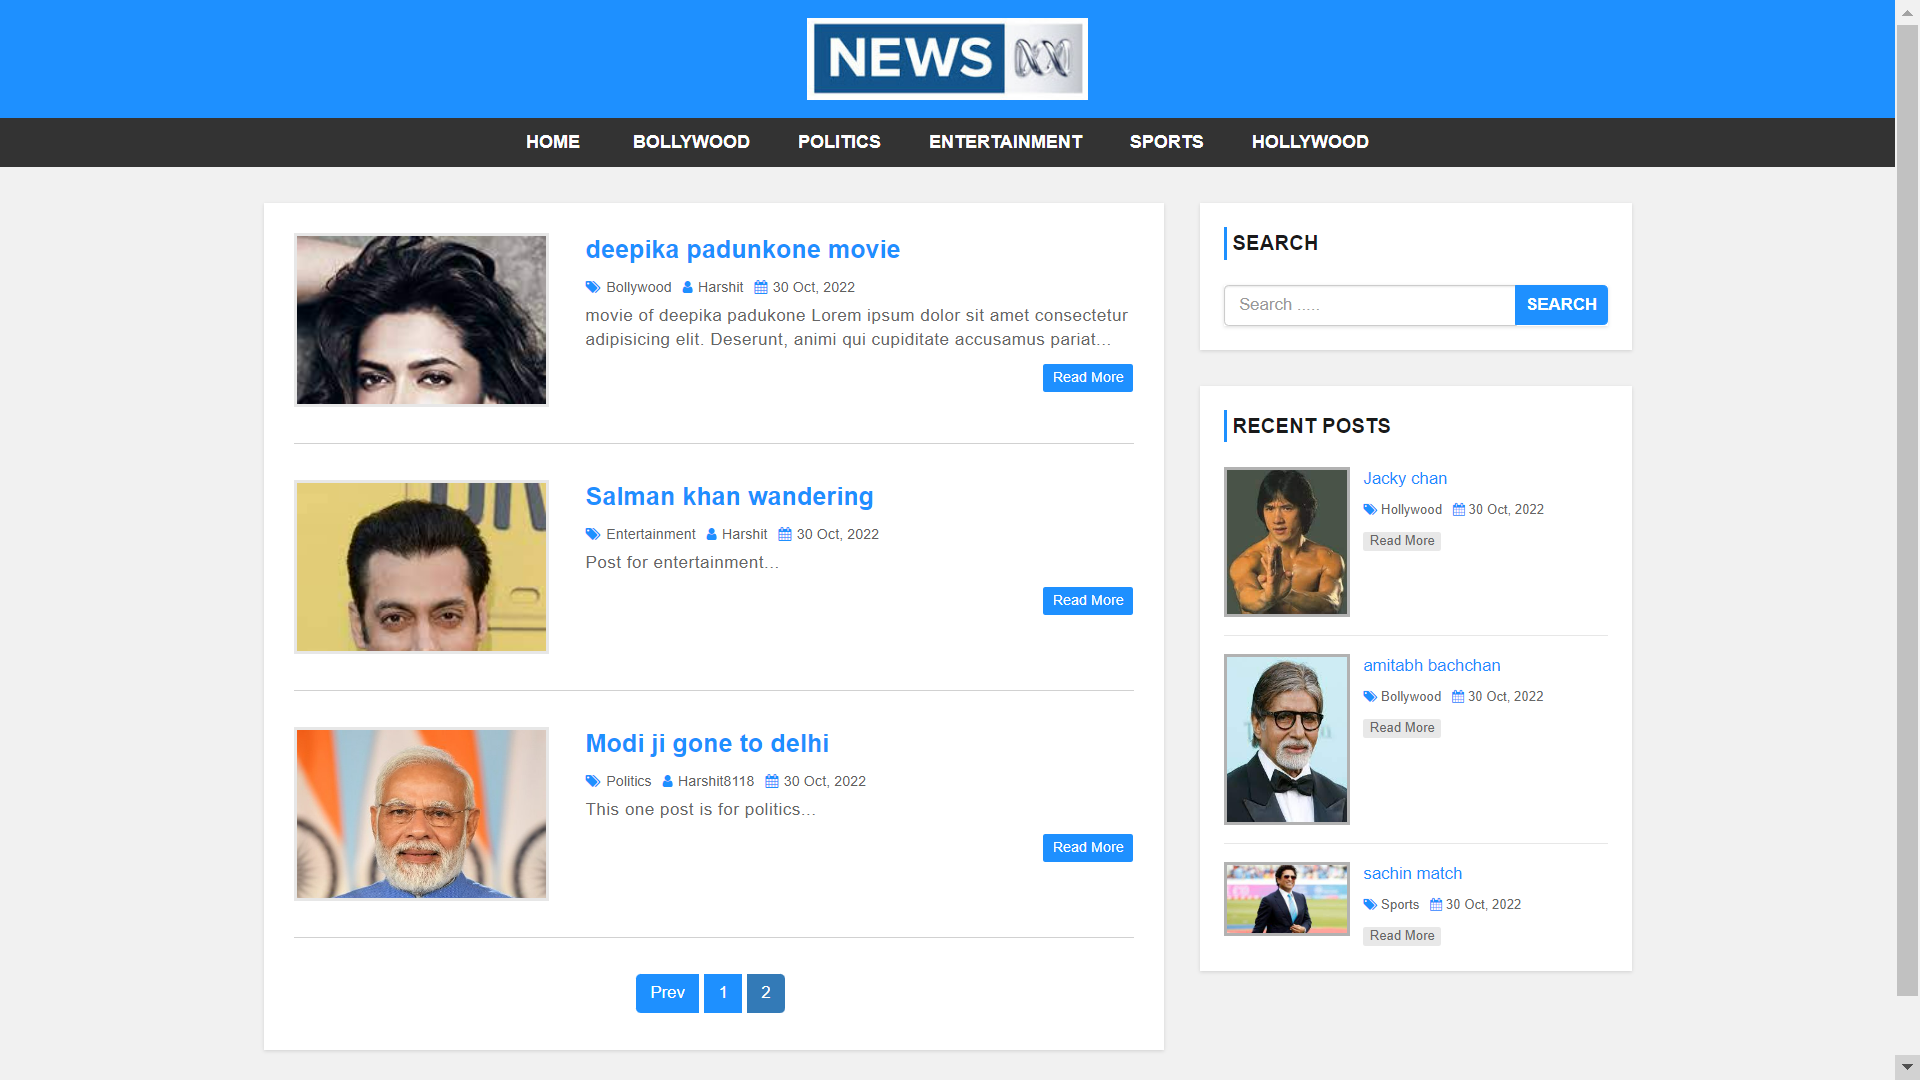 NEWS
HOME BOLLYWOOD POLITICS ENTERTAINMENT SPORTS HOLLYWOOD
deepika padunkone movie
Bollywood Harshit 30 Oct, 2022
movie of deepika padukone Lorem ipsum dolor sit amet consectetur
adipisicing elit. Deserunt, animi qui cupiditate accusamus pariat...
Read More
Salman khan wandering
Entertainment Harshit 30 Oct, 2022
Post for entertainment...
Read More
Modi ji gone to delhi
Politics Harshit8118 30 Oct, 2022
This one post is for politics...
Read More
Prev 1 2
SEARCH
Search ..... SEARCH
RECENT POSTS
Jacky chan
Hollywood 30 Oct, 2022
Read More
amitabh bachchan
Bollywood 30 Oct, 2022
Read More
sachin match
Sports 30 Oct, 2022
Read More